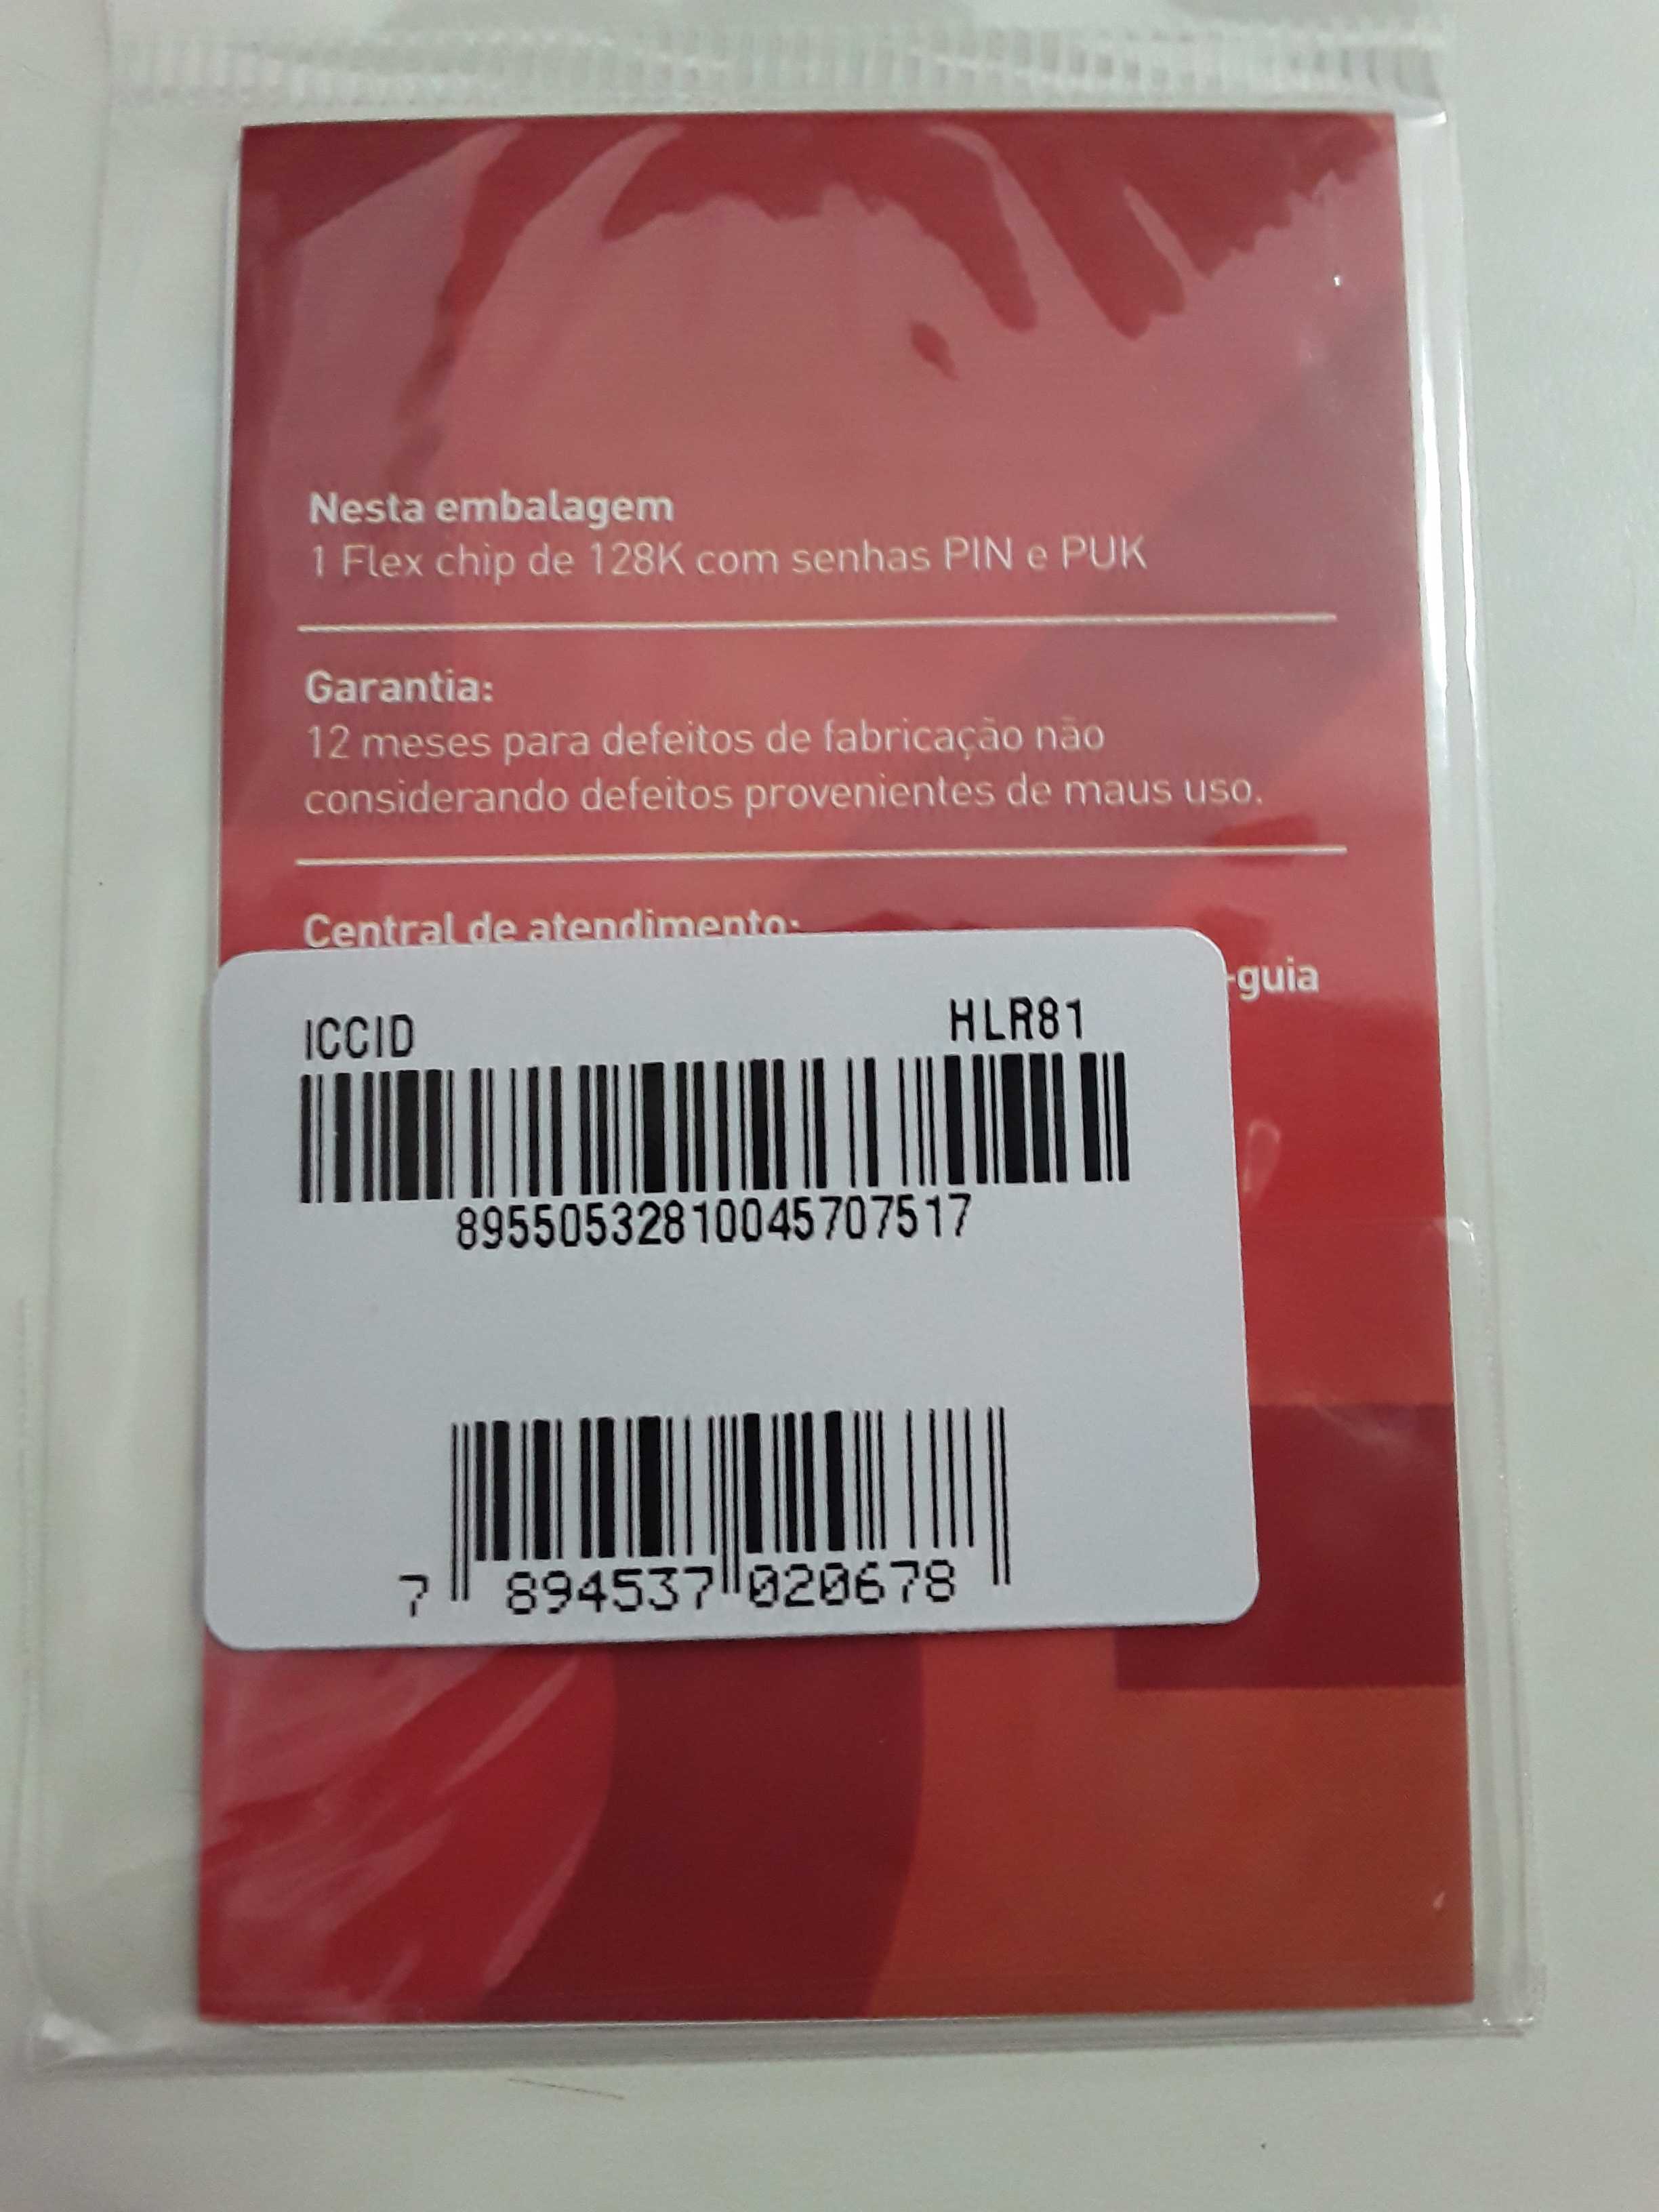 Nesta embalagem
1 Flex chip de 128K com senhas PIN e PUK
Garantia:
12 meses para defeitos de fabricação não
considerando defeitos provenientes de maus uso.
Central de atendimento:
-guia
ICCID HLR81
89550532810045707517
7 894537 020678